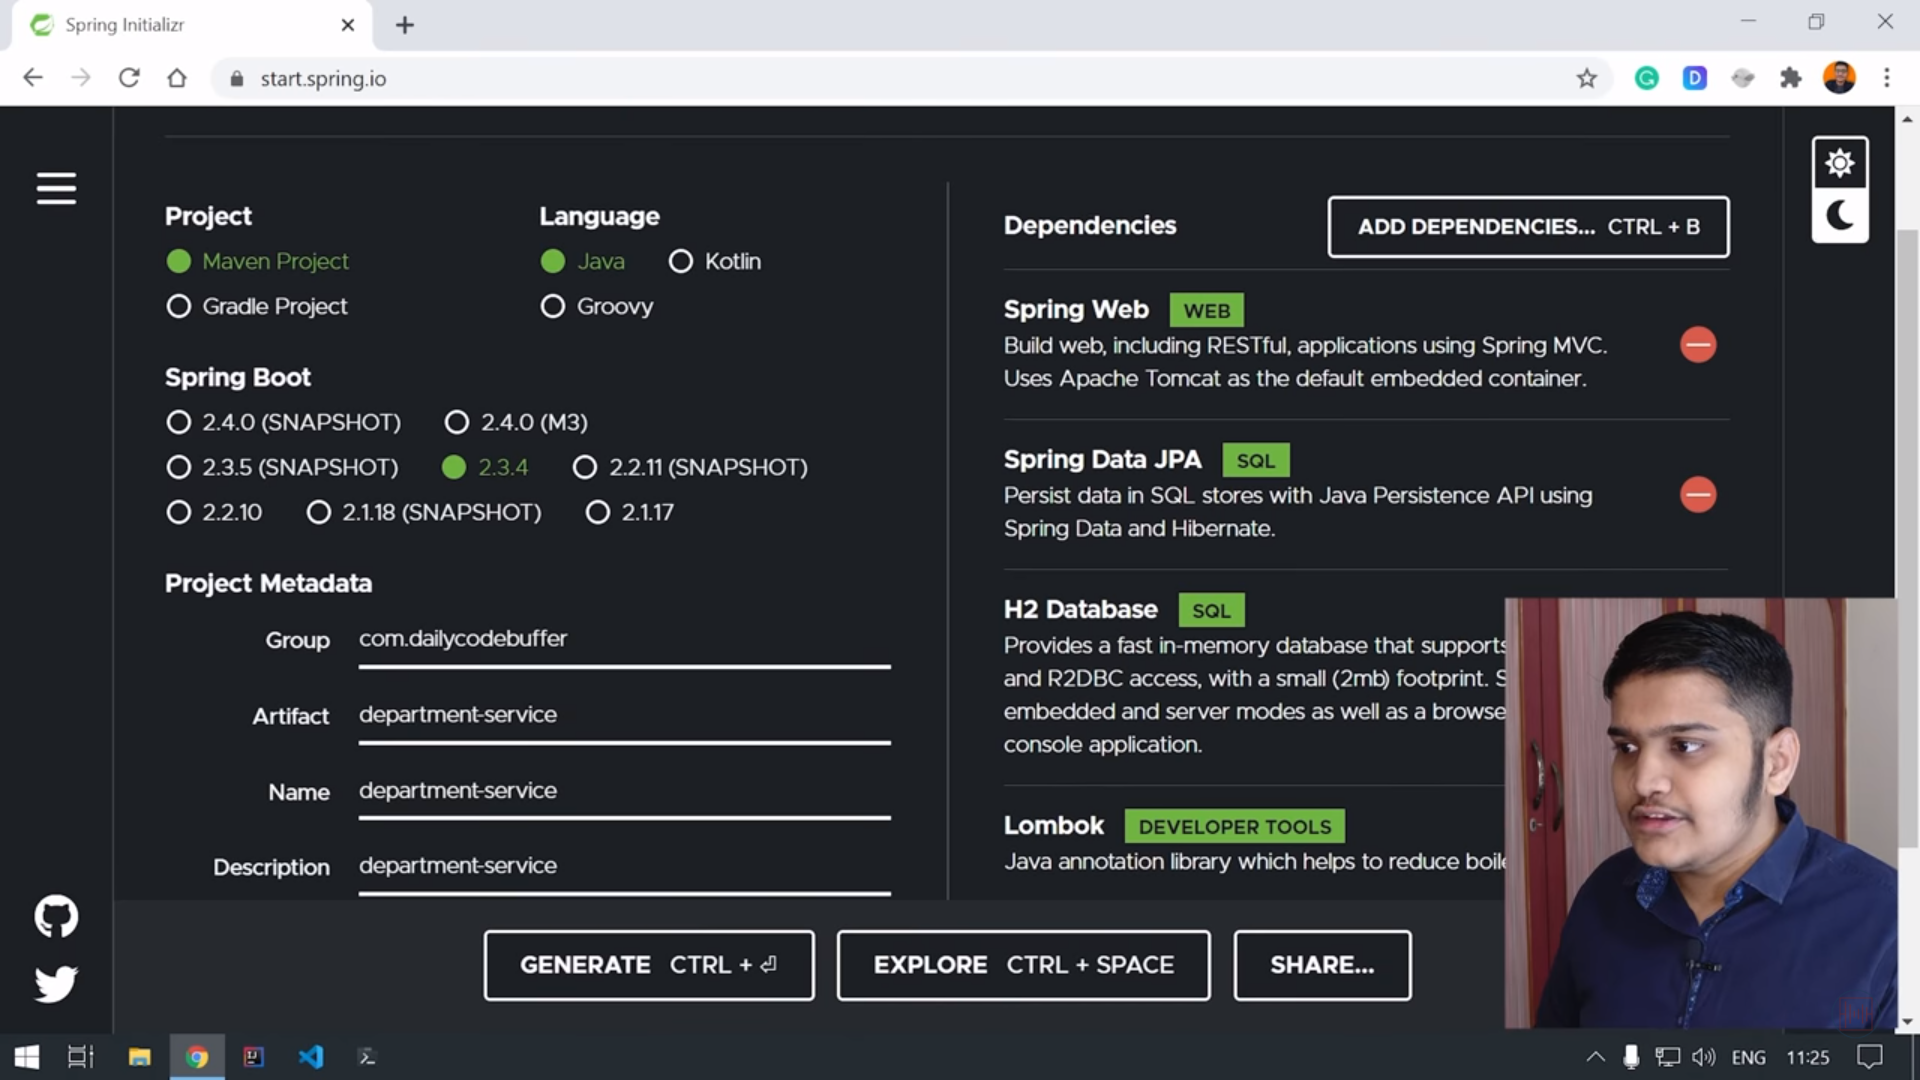 Spring Initializr
start.spring.io
Project
Maven Project
Gradle Project
Language
Java Kotlin
Groovy
Spring Boot
2.4.0 (SNAPSHOT) 2.4.0 (M3)
2.3.5 (SNAPSHOT) 2.3.4 2.2.11 (SNAPSHOT)
2.2.10 2.1.18 (SNAPSHOT) 2.1.17
Project Metadata
Group com.dailycodebuffer
Artifact department-service
Name department-service
Description department-service
Dependencies ADD DEPENDENCIES... CTRL + B
Spring Web WEB
Build web, including RESTful, applications using Spring MVC.
Uses Apache Tomcat as the default embedded container.
Spring Data JPA SQL
Persist data in SQL stores with Java Persistence API using
Spring Data and Hibernate.
H2 Database SQL
Provides a fast in-memory database that supports
and R2DBC access, with a small (2mb) footprint. S
embedded and server modes as well as a browse
console application.
Lombok DEVELOPER TOOLS
Java annotation library which helps to reduce boile
GENERATE CTRL + ⏎ EXPLORE CTRL + SPACE SHARE...
ENG 11:25